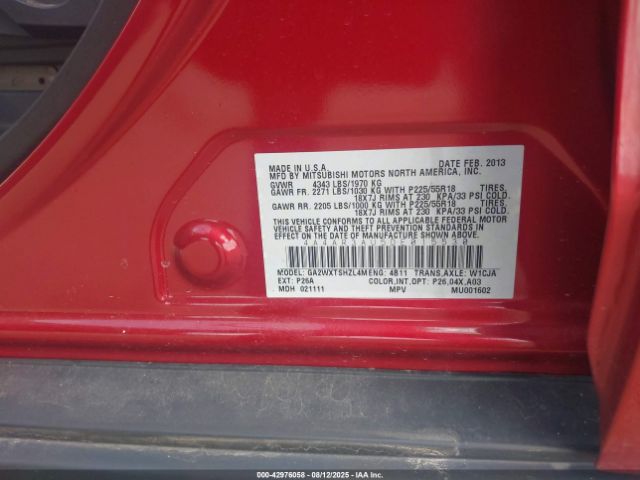 MADE IN U.S.A. DATE FEB. 2013
MFD BY MITSUBISHI MOTORS NORTH AMERICA, INC.
GVWR 4343 LBS/1970 KG
GAWR FR. 2271 LBS/1030 KG WITH P225/55R18 TIRES,
18X7J RIMS AT 230 KPA/33 PSI COLD.
GAWR RR. 2205 LBS/1000 KG WITH P225/55R18 TIRES,
18X7J RIMS AT 230 KPA/33 PSI COLD.
THIS VEHICLE CONFORMS TO ALL APPLICABLE FEDERAL MOTOR
VEHICLE SAFETY AND THEFT PREVENTION STANDARDS IN
EFFECT ON THE DATE OF MANUFACTURE SHOWN ABOVE.
MODEL: GA2WXTSHZL4M ENG: 4B11 TRANS,AXLE: W1CJA
EXT: P26A COLOR,INT,OPT: P26,04X,A03
MDH 021111 MPV MU001602
000-42976058 - 08/12/2025 - IAA Inc.